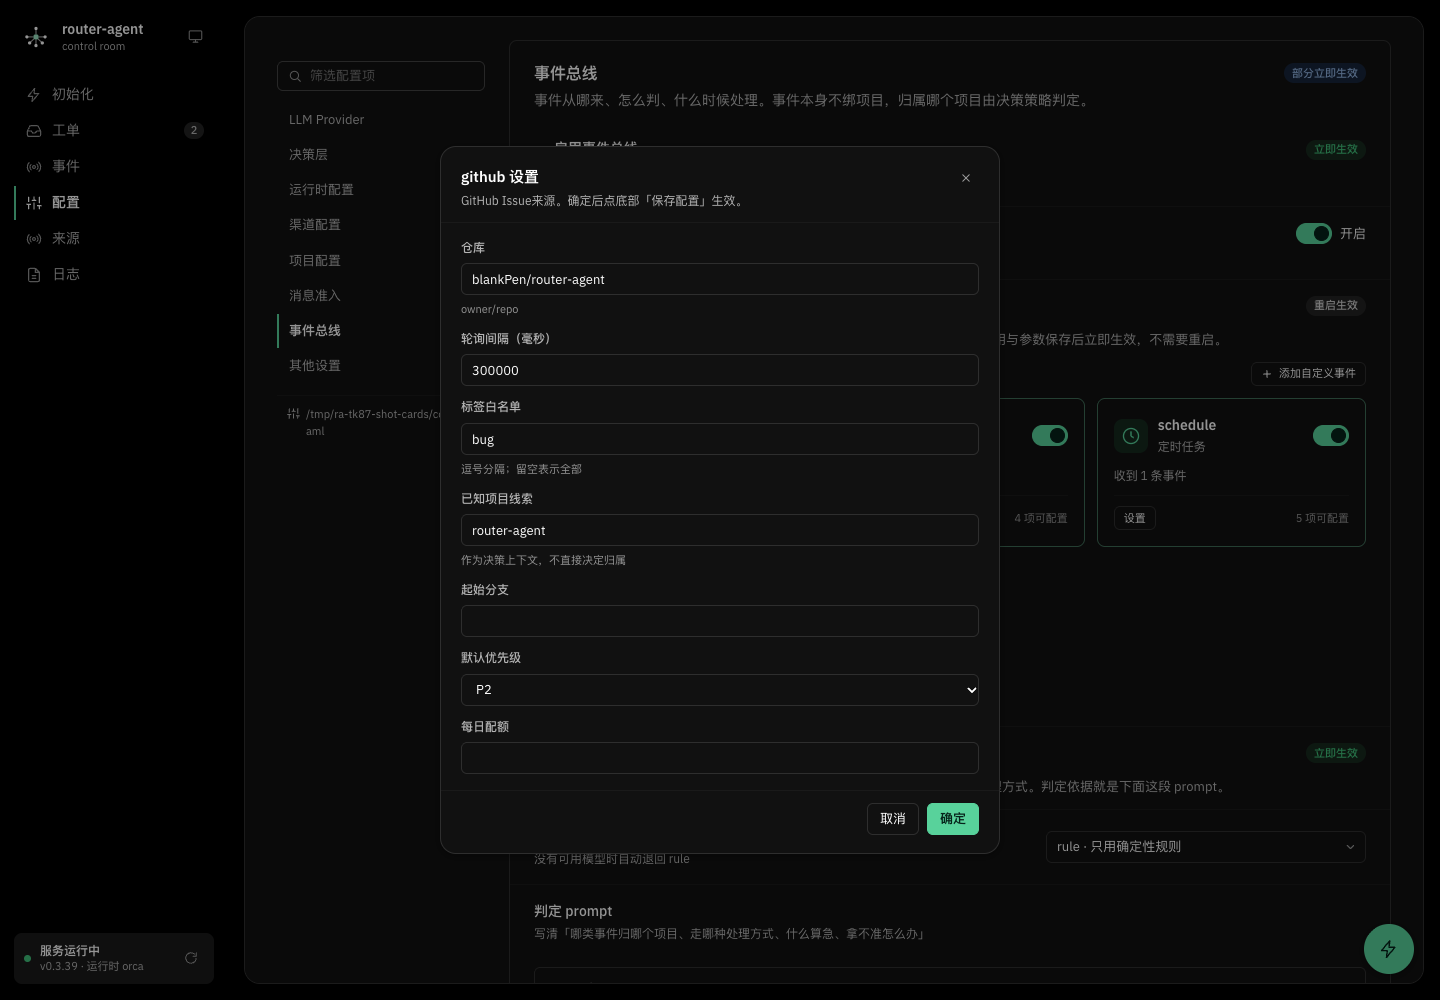 router-agent
control room
初始化
工单
2
事件
配置
来源
日志
服务运行中
v0.3.39 · 运行时 orca
筛选配置项
LLM Provider
决策层
运行时配置
渠道配置
项目配置
消息准入
事件总线
其他设置
/tmp/ra-tk87-shot-cards/co
aml
事件总线
部分立即生效
事件从哪来、怎么判、什么时候处理。事件本身不绑项目，归属哪个项目由决策策略判定。
立即生效
开启
重启生效
与参数保存后立即生效，不需要重启。
添加自定义事件
4 项可配置
schedule
定时任务
收到 1 条事件
设置
5 项可配置
立即生效
方式。判定依据就是下面这段 prompt。
没有可用模型时自动退回 rule
rule · 只用确定性规则
判定 prompt
写清「哪类事件归哪个项目、走哪种处理方式、什么算急、拿不准怎么办」
github 设置
GitHub Issue来源。确定后点底部「保存配置」生效。
仓库
blankPen/router-agent
owner/repo
轮询间隔（毫秒）
300000
标签白名单
bug
逗号分隔；留空表示全部
已知项目线索
router-agent
作为决策上下文，不直接决定归属
起始分支
默认优先级
P2
每日配额
取消
确定